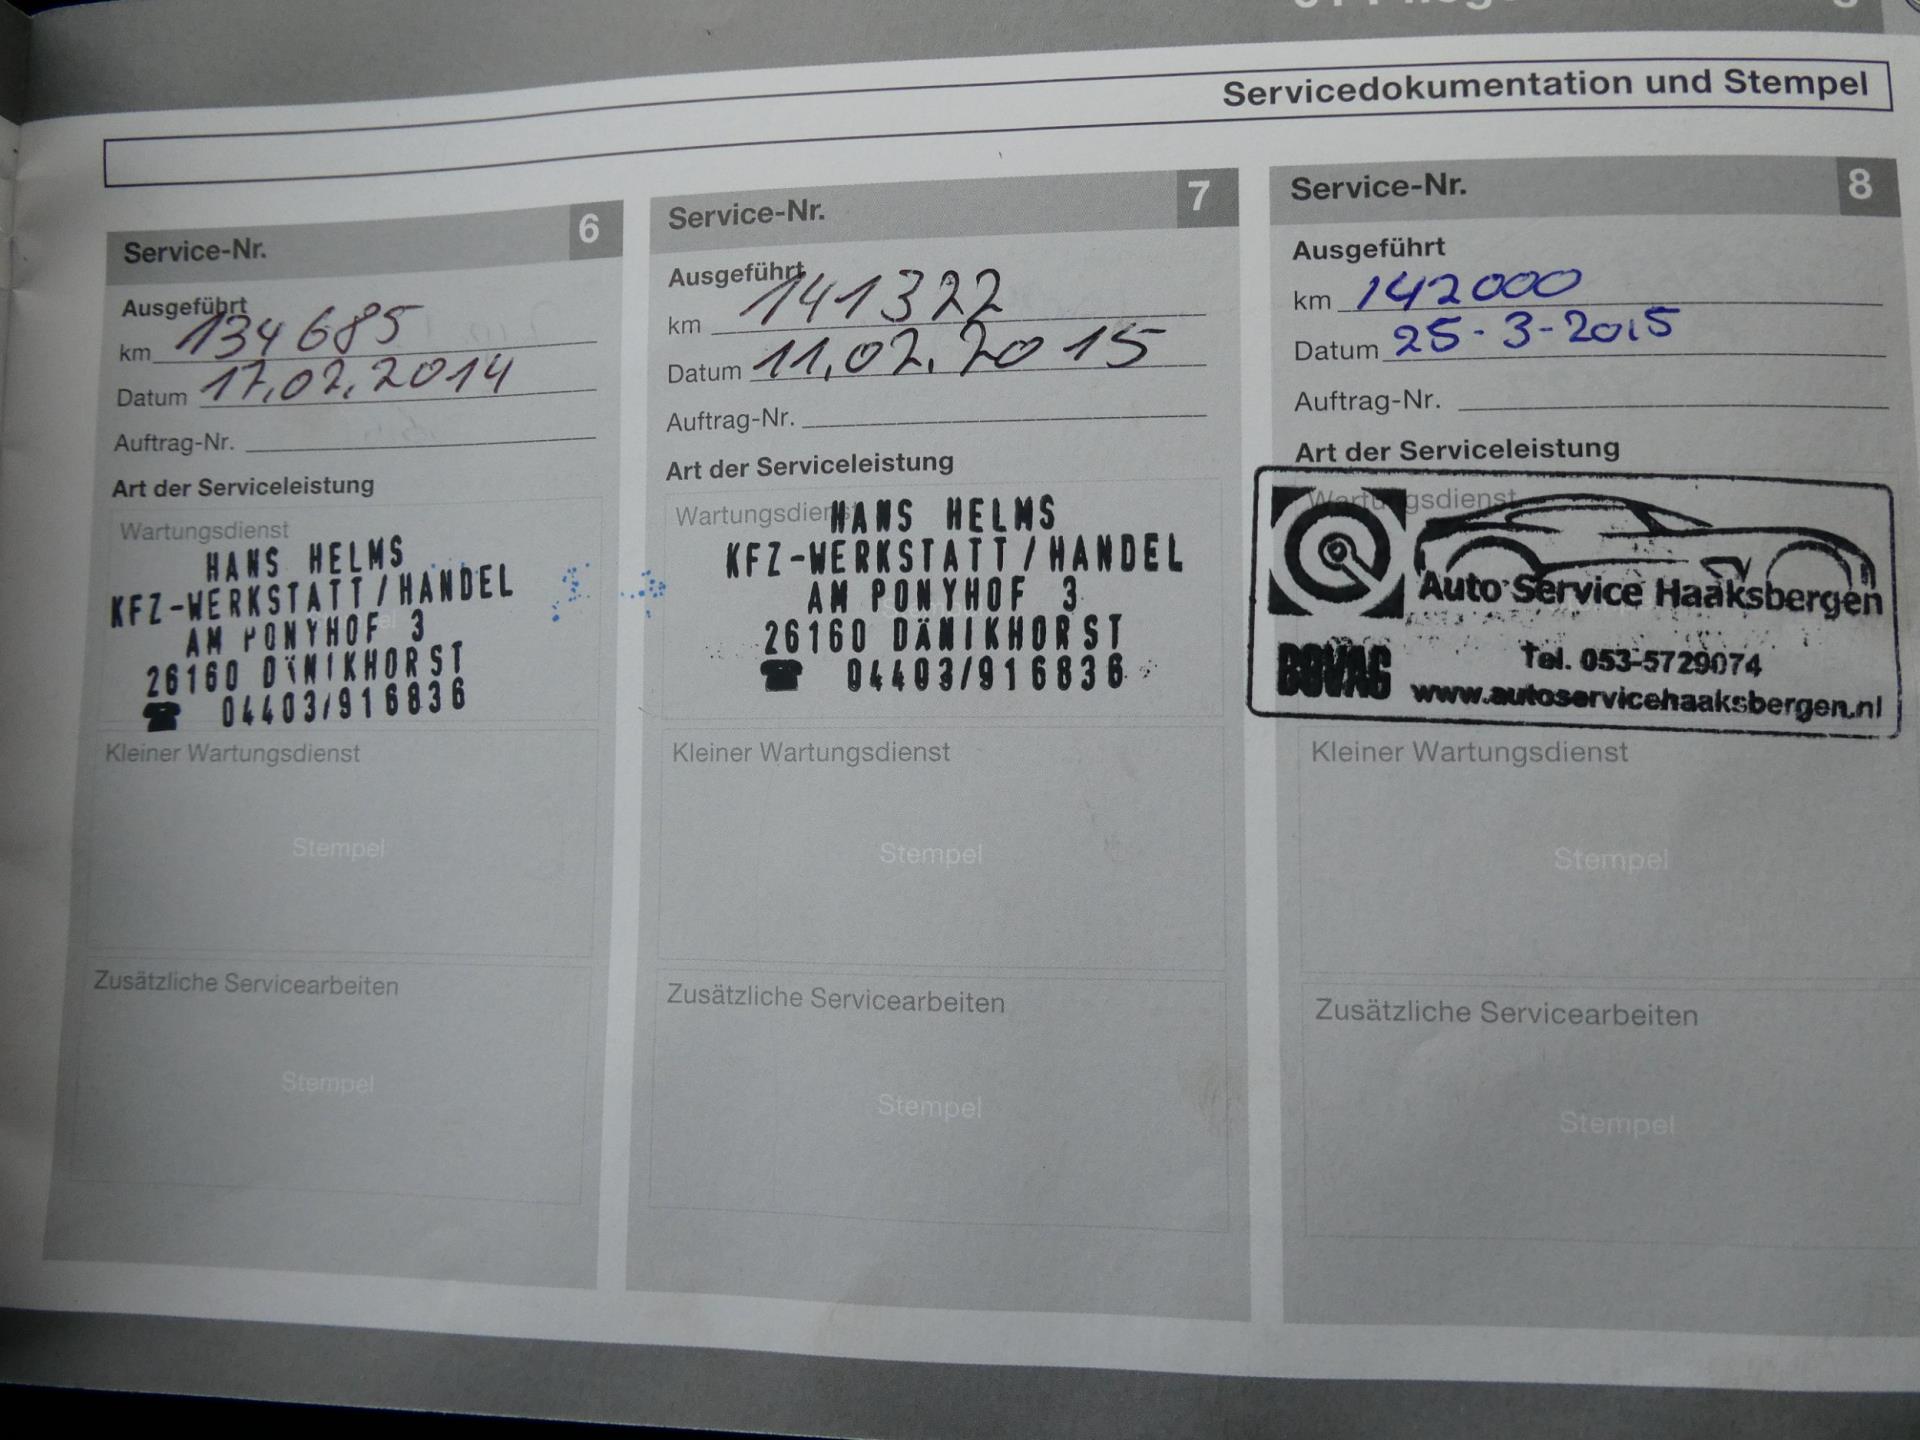 Servicedokumentation und Stempel
Service-Nr. 6
Ausgeführt
km 134685
Datum 17.02.2014
Auftrag-Nr.
Art der Serviceleistung
Wartungsdienst
HANS HELMS
KFZ-WERKSTATT/HANDEL
AM PONYHOF 3
26160 DÄNIKHORST
☎ 04403/916836
Kleiner Wartungsdienst
Stempel
Zusätzliche Servicearbeiten
Stempel
Service-Nr. 7
Ausgeführt
km 141322
Datum 11.02.2015
Auftrag-Nr.
Art der Serviceleistung
Wartungsdienst
HANS HELMS
KFZ-WERKSTATT/HANDEL
AM PONYHOF 3
26160 DÄNIKHORST
☎ 04403/916836
Kleiner Wartungsdienst
Stempel
Zusätzliche Servicearbeiten
Stempel
Service-Nr. 8
Ausgeführt
km 142000
Datum 25-3-2015
Auftrag-Nr.
Art der Serviceleistung
Wartungsdienst
Auto Service Haaksbergen
BOVAG
Tel. 053-5729074
www.autoservicehaaksbergen.nl
Kleiner Wartungsdienst
Stempel
Zusätzliche Servicearbeiten
Stempel